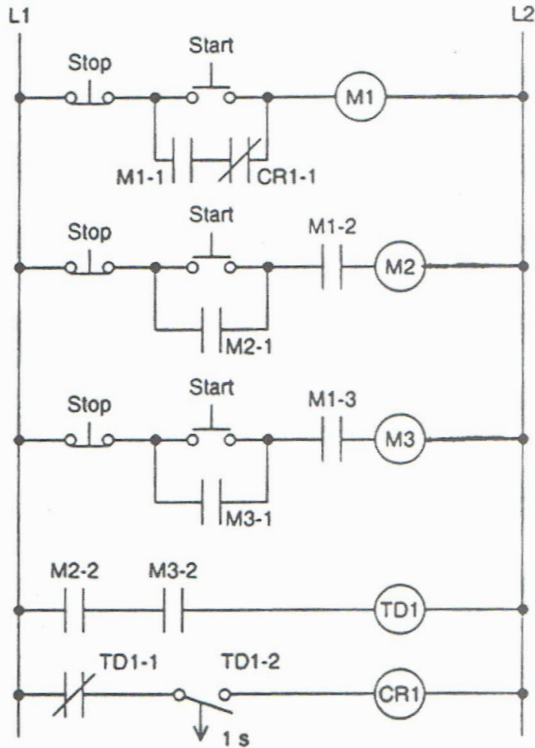 L1
L2
Stop
Start
M1
M1-1
CR1-1
Stop
Start
M1-2
M2
M2-1
Stop
Start
M1-3
M3
M3-1
M2-2
M3-2
TD1
TD1-1
TD1-2
CR1
1 s